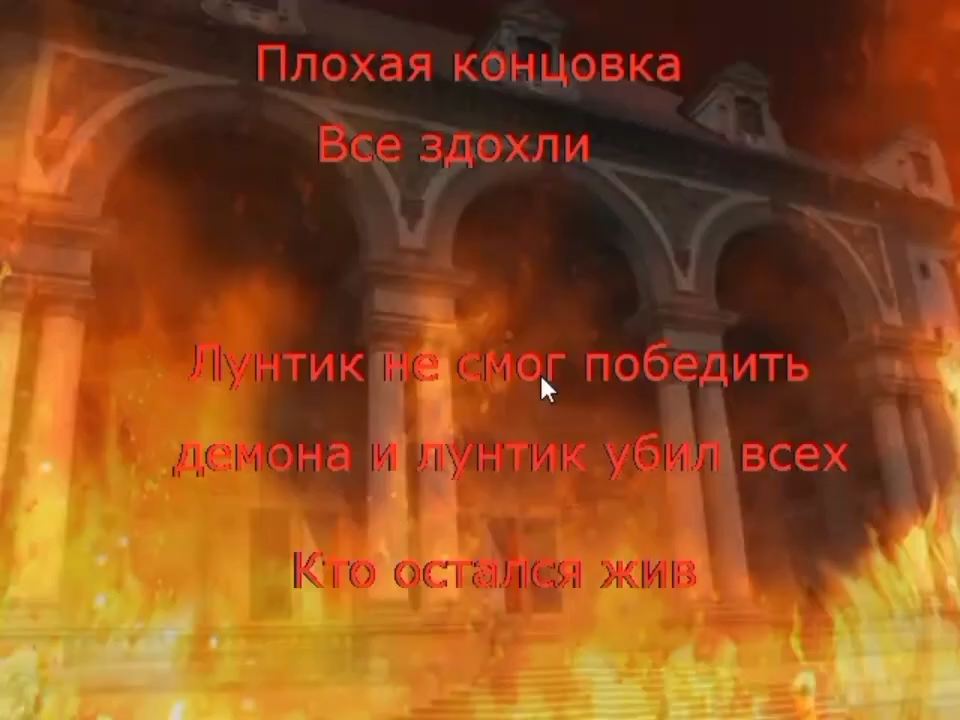 Плохая концовка
Все здохли
Лунтик не смог победить
демона и лунтик убил всех
Кто остался жив